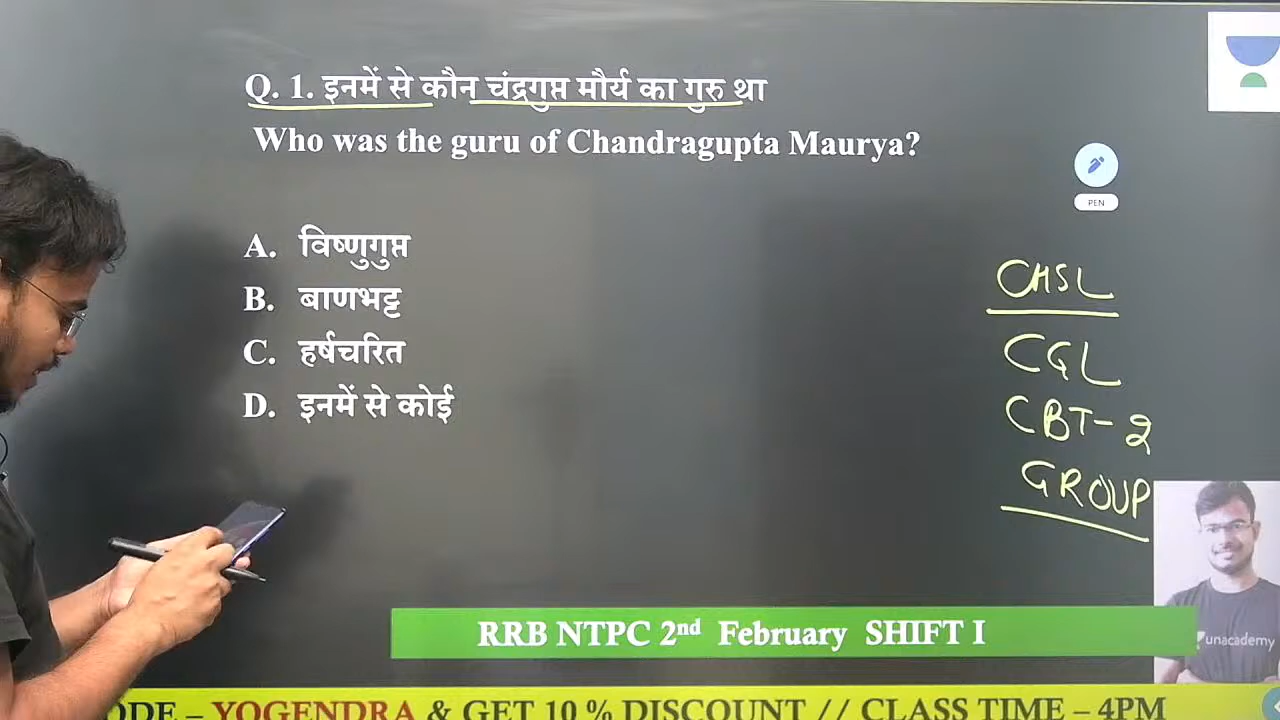 Q. 1. इनमें से कौन चंद्रगुप्त मौर्य का गुरु था
Who was the guru of Chandragupta Maurya?
PEN
A. विष्णुगुप्त
B. बाणभट्ट
C. हर्षचरित
D. इनमें से कोई
CHSL
CGL
CBT-2
GROUP
unacademy
RRB NTPC 2nd February SHIFT I
ODE – YOGENDRA & GET 10 % DISCOUNT // CLASS TIME – 4PM